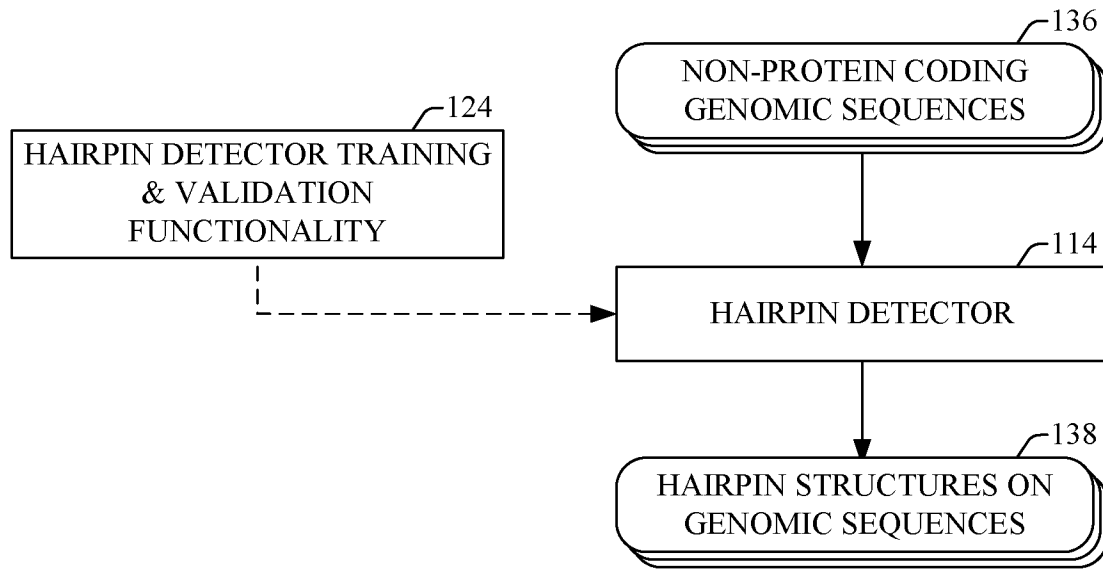 136
NON-PROTEIN CODING
GENOMIC SEQUENCES
124
HAIRPIN DETECTOR TRAINING
& VALIDATION
FUNCTIONALITY
114
HAIRPIN DETECTOR
138
HAIRPIN STRUCTURES ON
GENOMIC SEQUENCES